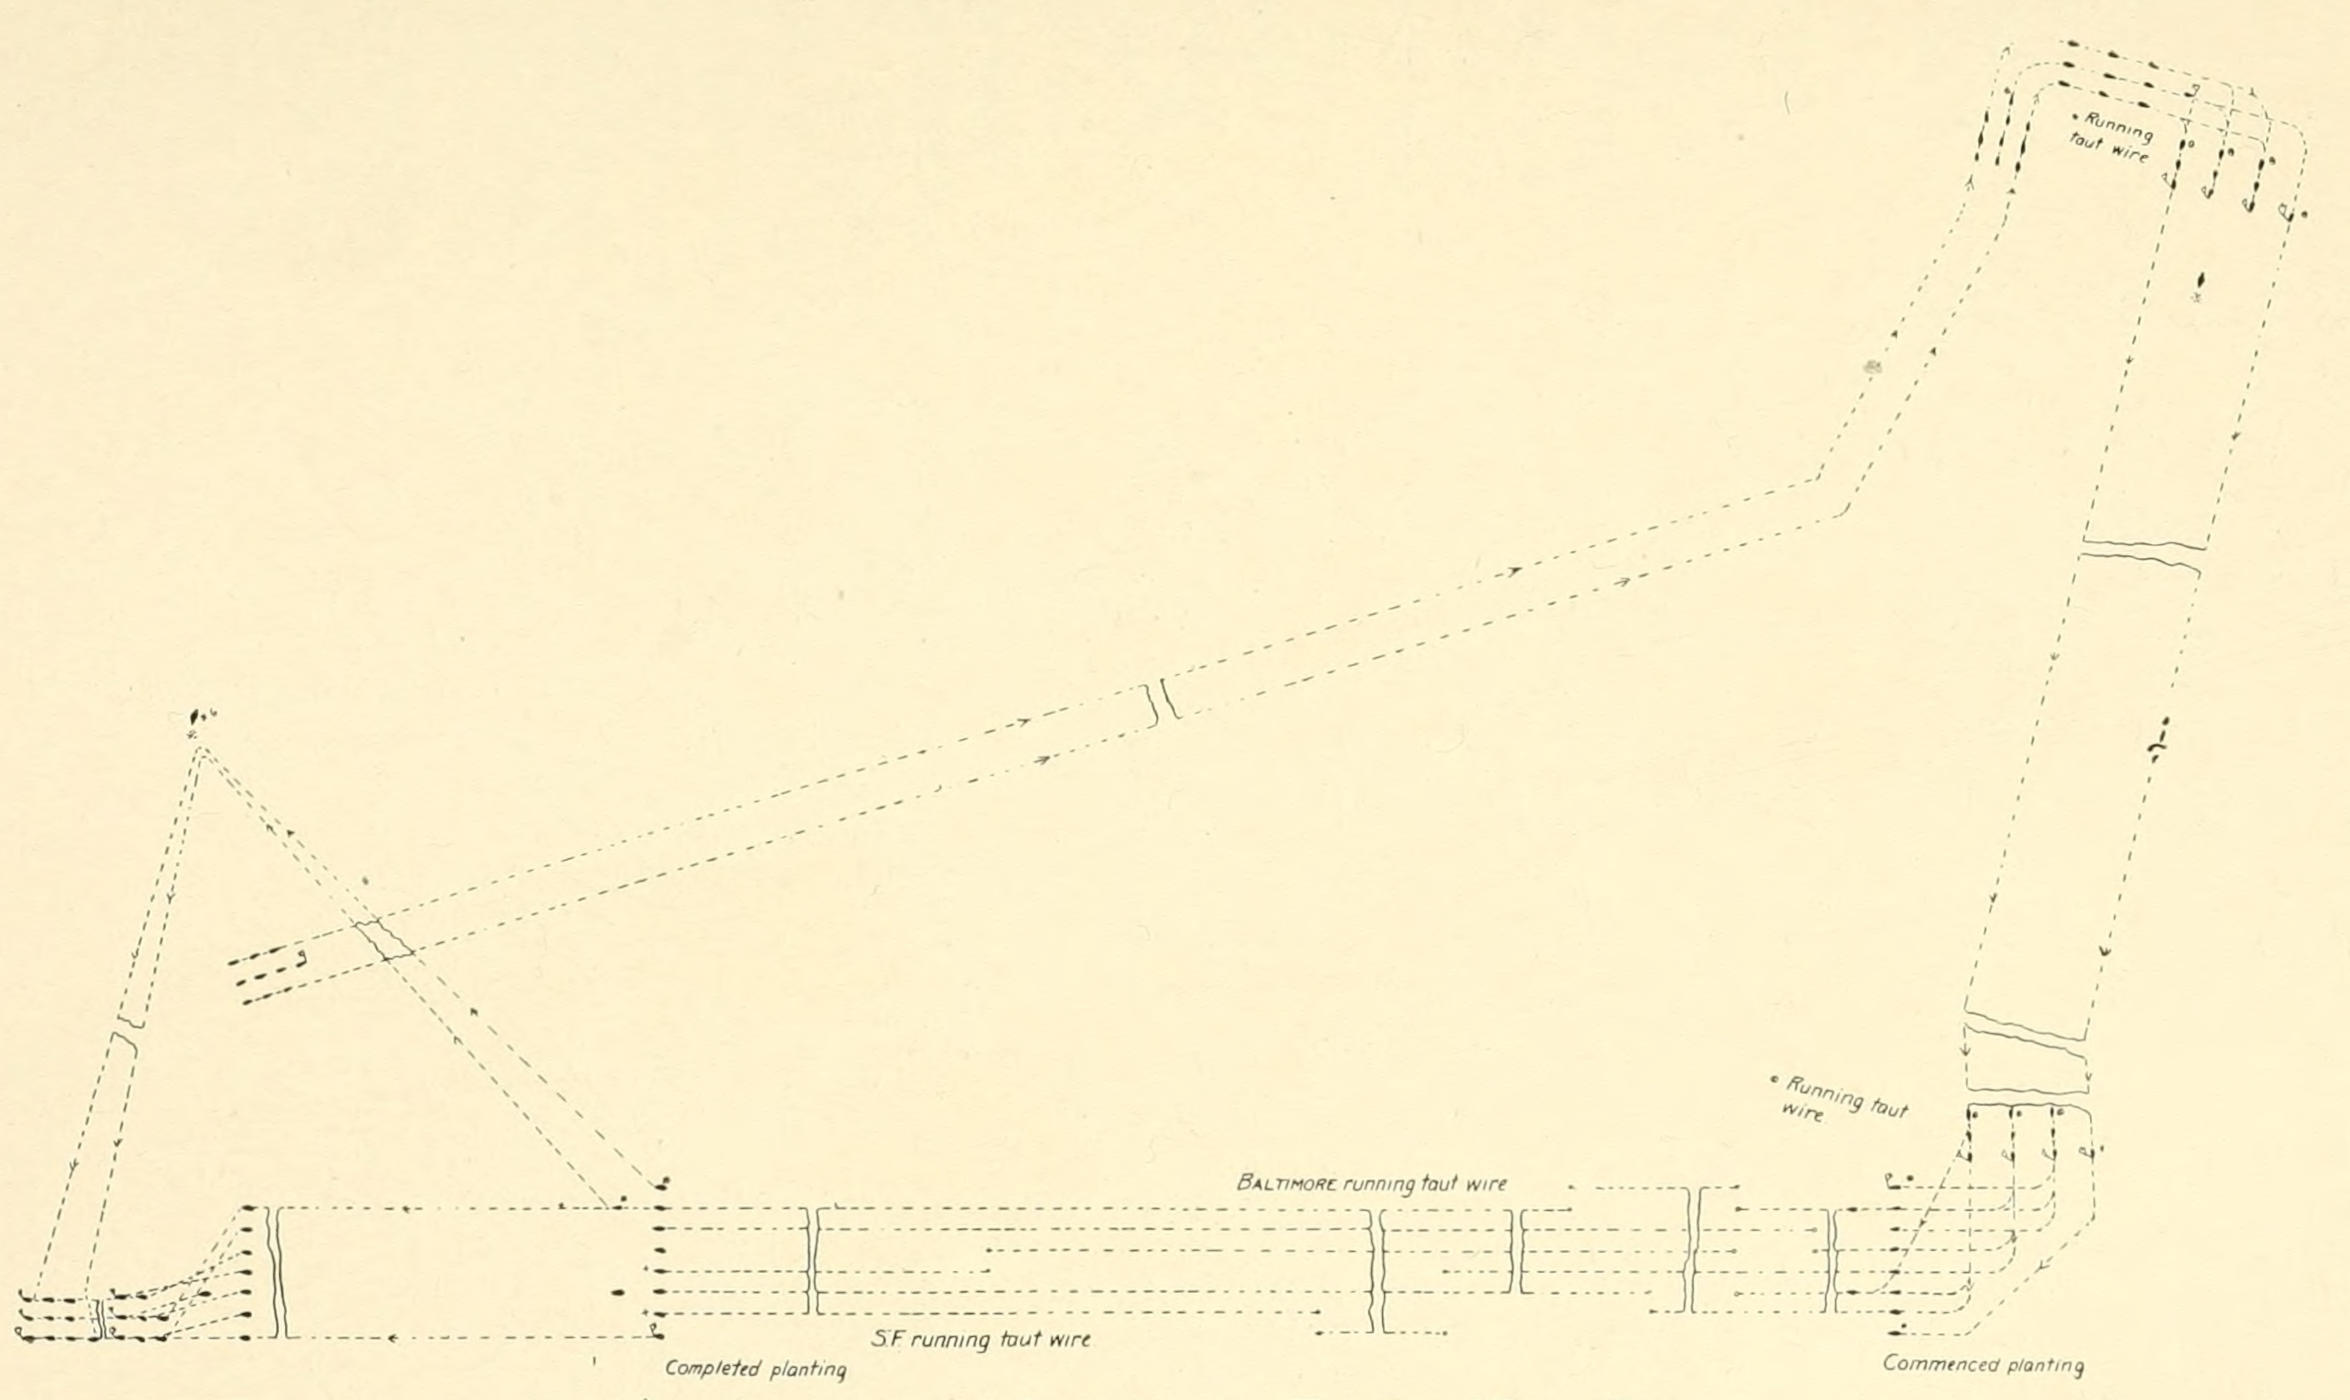 Running
taut wire
Running taut
wire
BALTIMORE running taut wire
S.F. running taut wire
Completed planting
Commenced planting